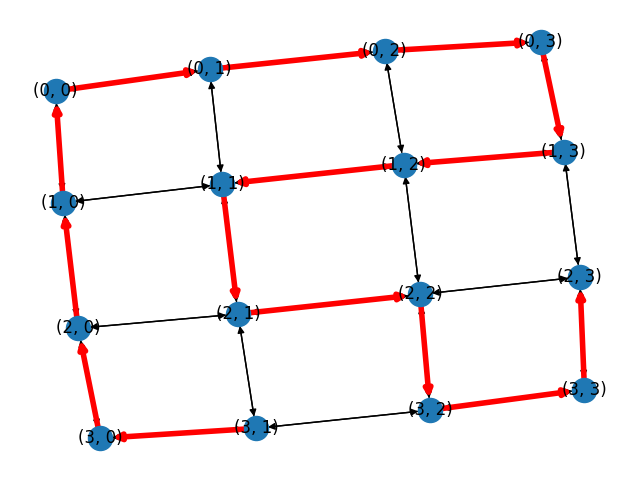 (0, 0) (0, 1) (0, 2) (0, 3)
(1, 0) (1, 1) (1, 2) (1, 3)
(2, 0) (2, 1) (2, 2) (2, 3)
(3, 0) (3, 1) (3, 2) (3, 3)